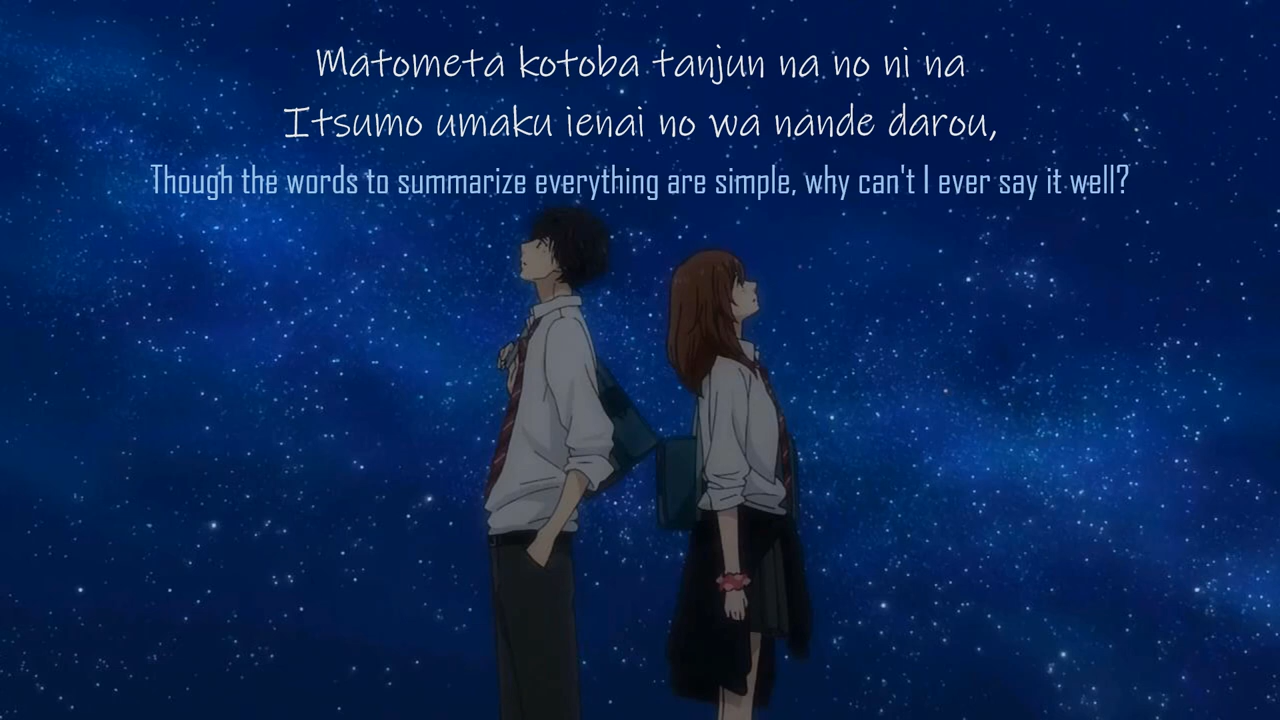 Matometa kotoba tanjun na no ni na
Itsumo umaku ienai no wa nande darou,
Though the words to summarize everything are simple, why can't I ever say it well?